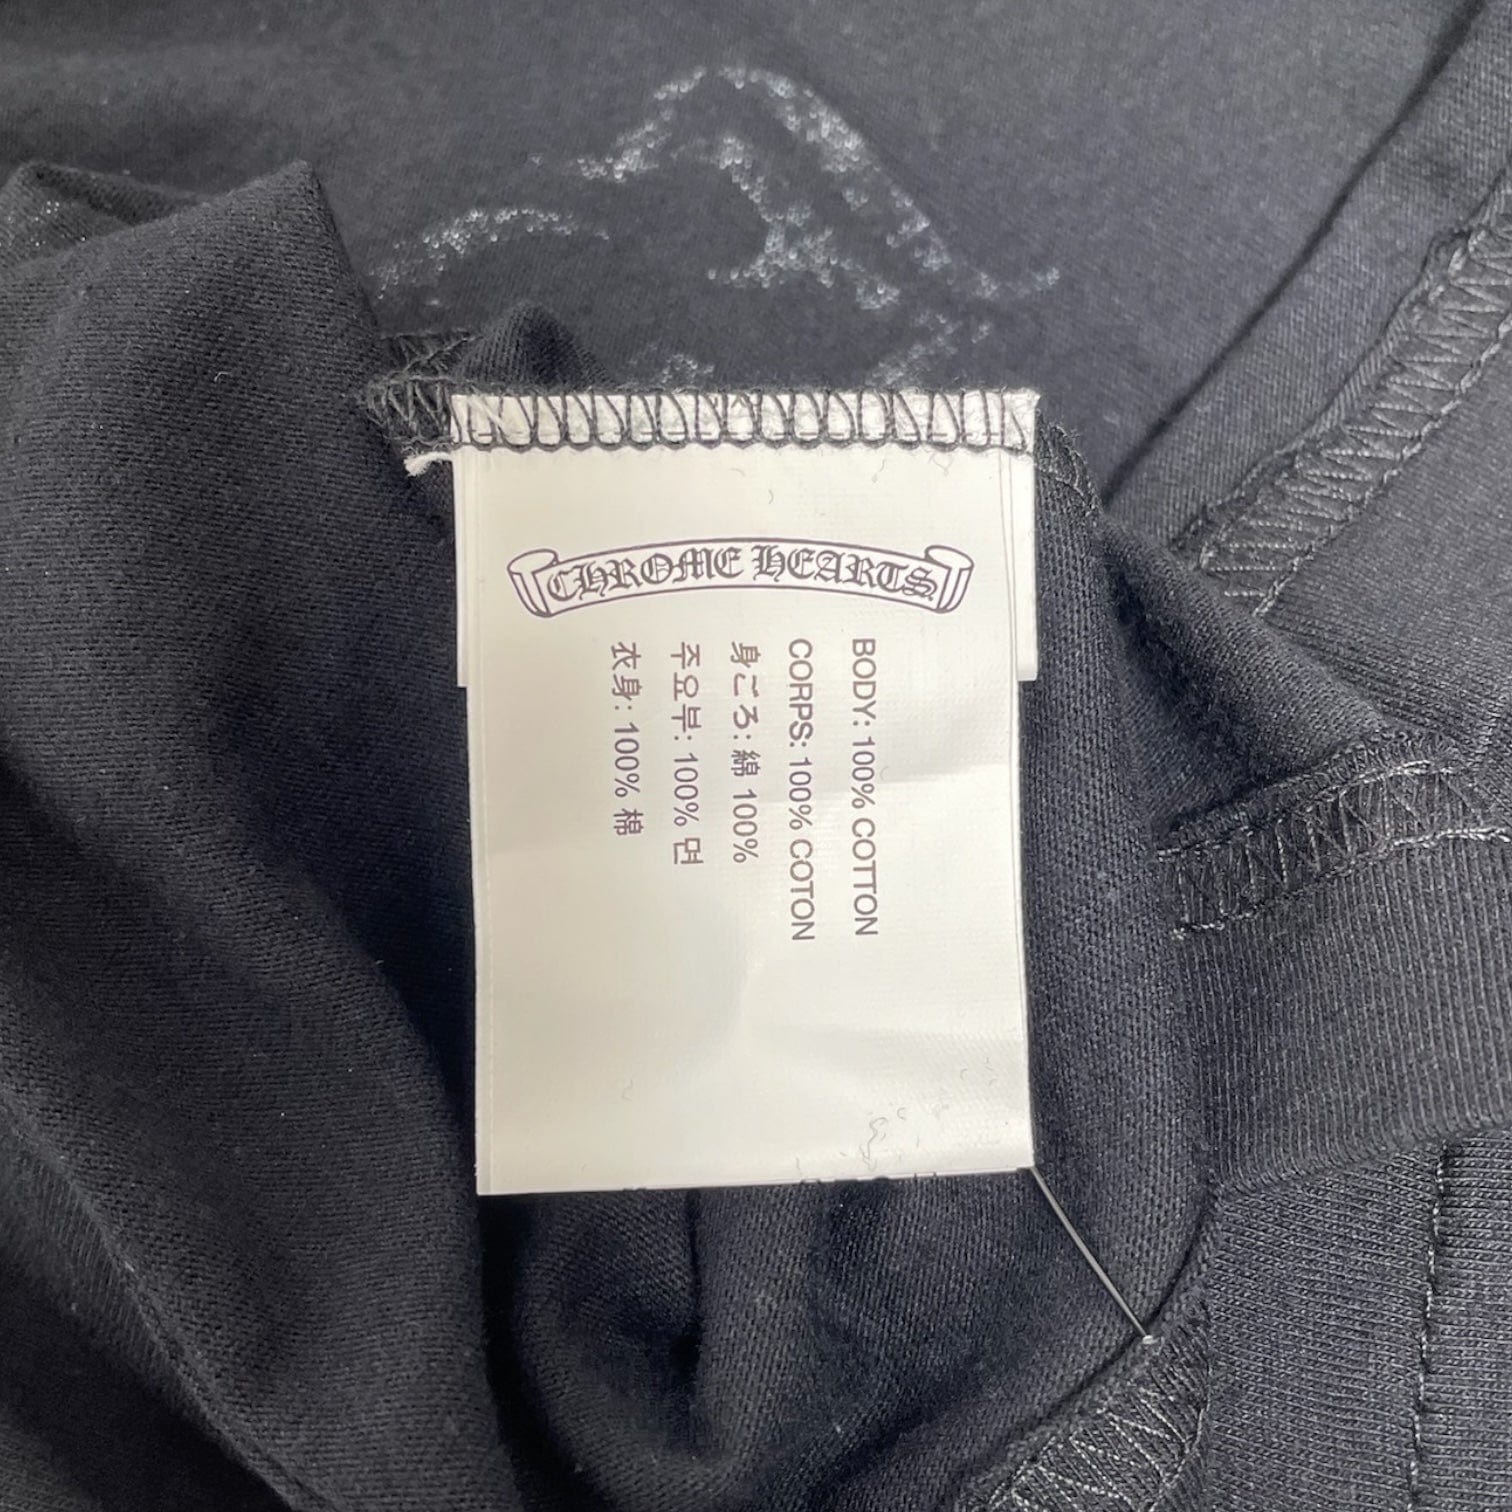 CHROME HEARTS
BODY: 100% COTTON
CORPS: 100% COTON
身ごろ: 綿 100%
주요부: 100% 면
衣身: 100% 棉